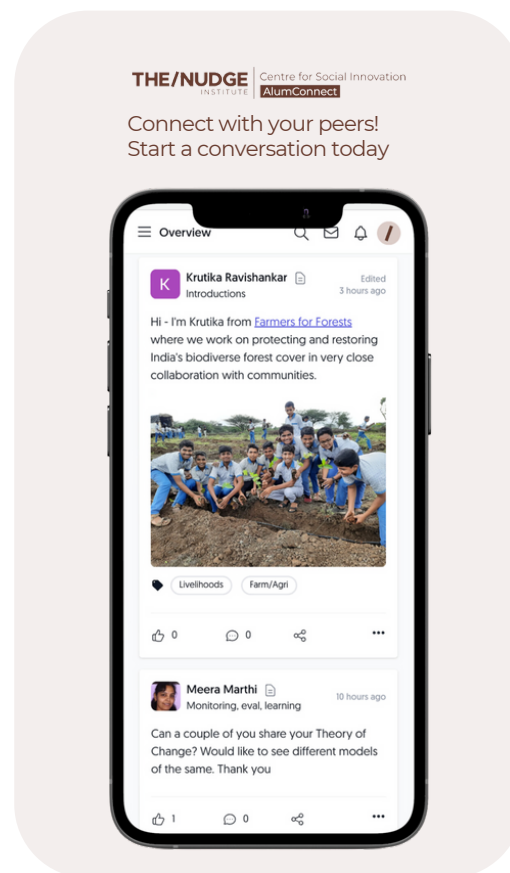 THE/NUDGE
INSTITUTE
Centre for Social Innovation
AlumConnect
Connect with your peers!
Start a conversation today
Overview
K
Krutika Ravishankar
Introductions
Edited
3 hours ago
Hi - I'm Krutika from Farmers for Forests
where we work on protecting and restoring
India's biodiverse forest cover in very close
collaboration with communities.
Livelihoods
Farm/Agri
0
0
Meera Marthi
Monitoring, eval, learning
10 hours ago
Can a couple of you share your Theory of
Change? Would like to see different models
of the same. Thank you
1
0